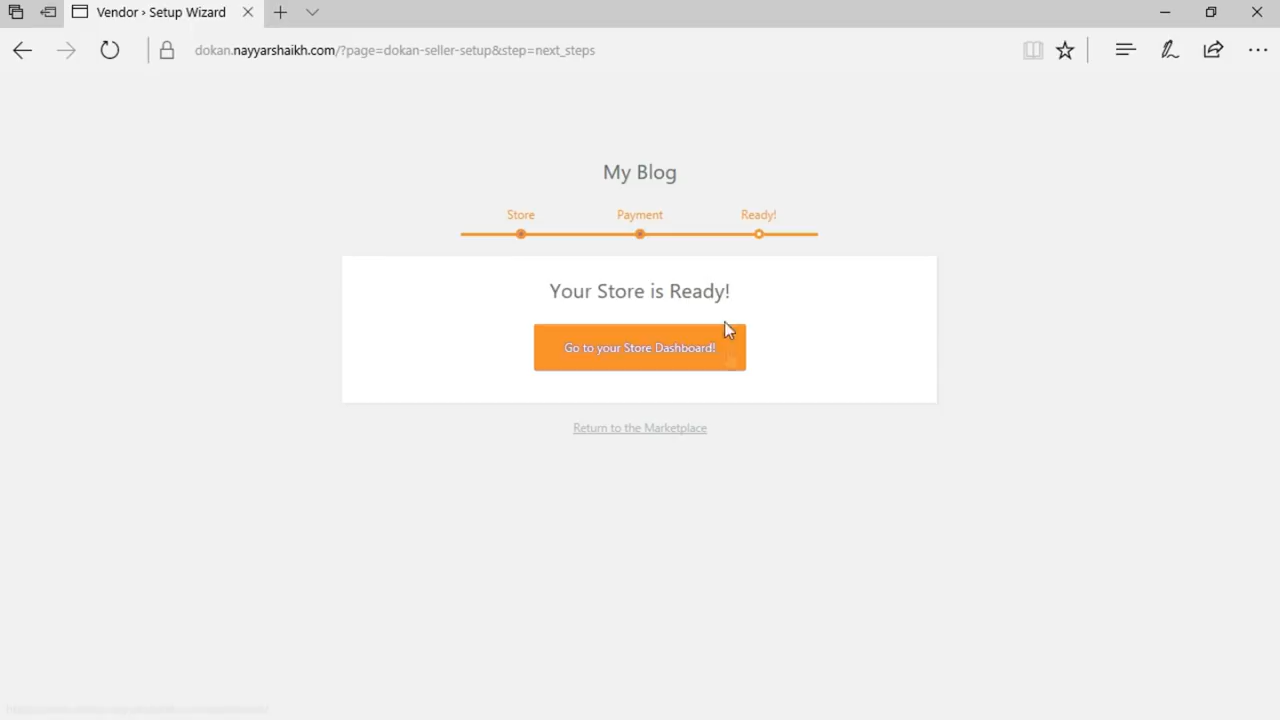 Vendor › Setup Wizard
dokan.nayyarshaikh.com/?page=dokan-seller-setup&step=next_steps
My Blog
Store Payment Ready!
Your Store is Ready!
Go to your Store Dashboard!
Return to the Marketplace